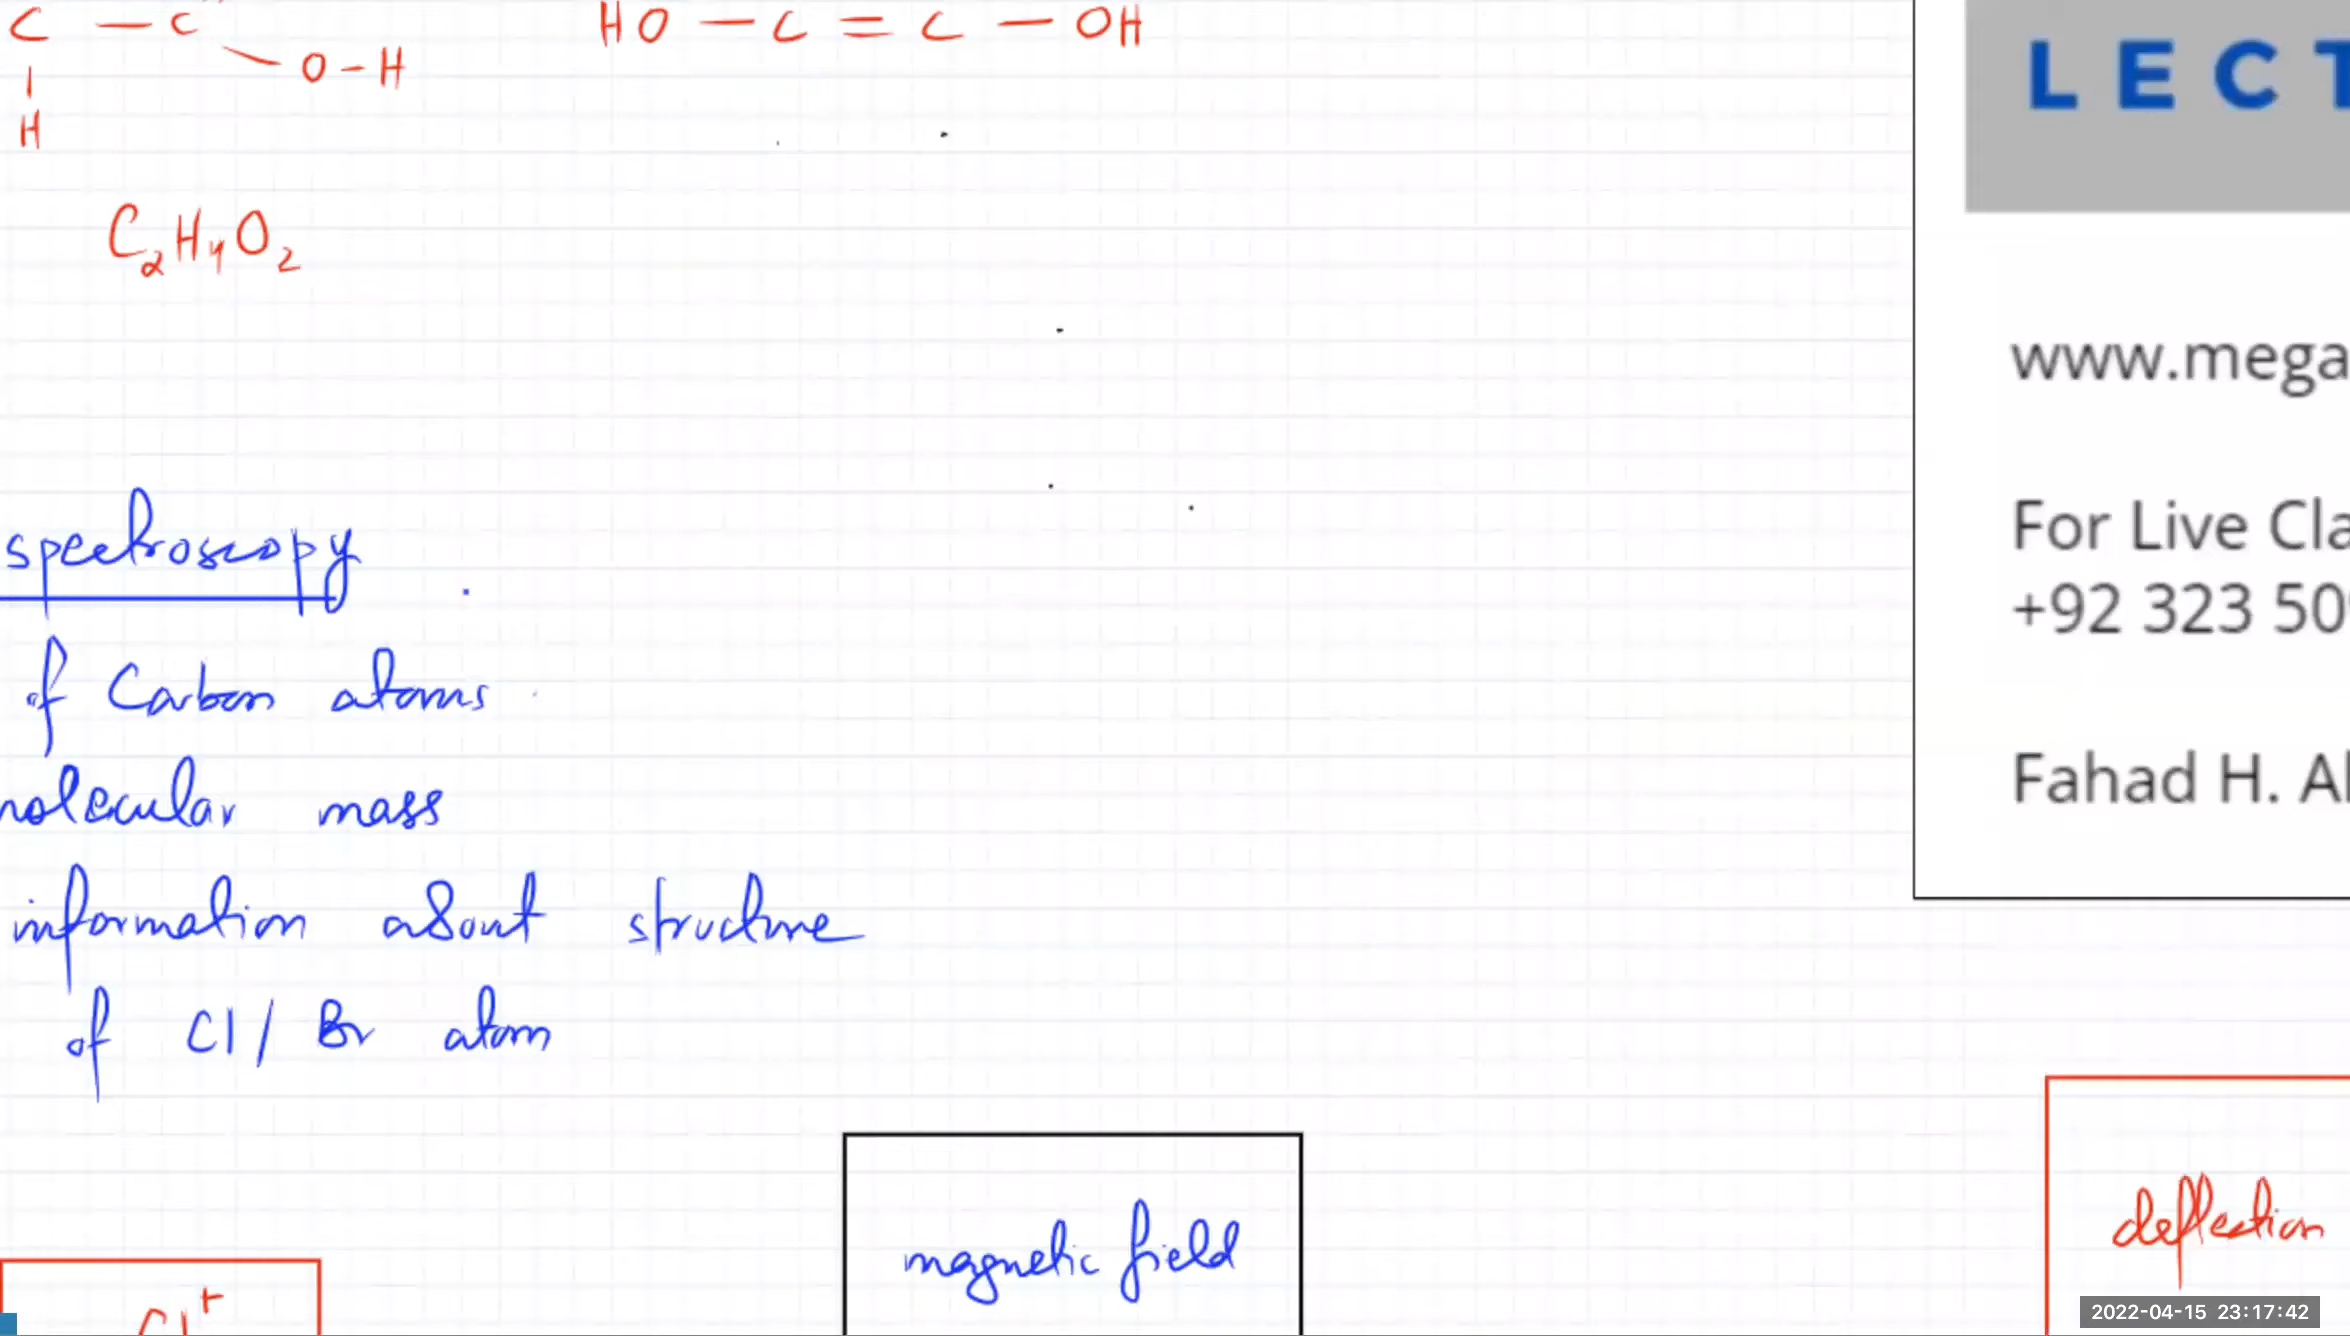 C – C HO – C = C – OH
O – H
H
C₂H₄O₂
spectroscopy
of Carbon atoms
molecular mass
information about structure
of Cl / Br atom
magnetic field
deflection
Cl⁺
LECT
www.mega
For Live Cla
+92 323 50
Fahad H. A
2022-04-15 23:17:42